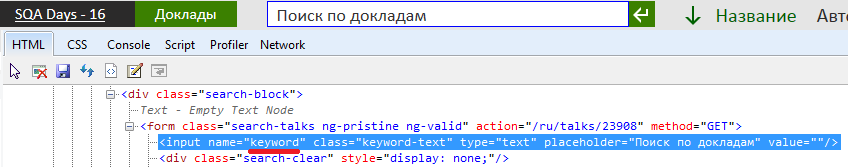 SQA Days - 16 Доклады Поиск по докладам ↓ Название Авто
HTML CSS Console Script Profiler Network
<div class="search-block">
Text - Empty Text Node
<form class="search-talks ng-pristine ng-valid" action="/ru/talks/23908" method="GET">
<input name="keyword" class="keyword-text" type="text" placeholder="Поиск по докладам" value=""/>
<div class="search-clear" style="display: none;"/>